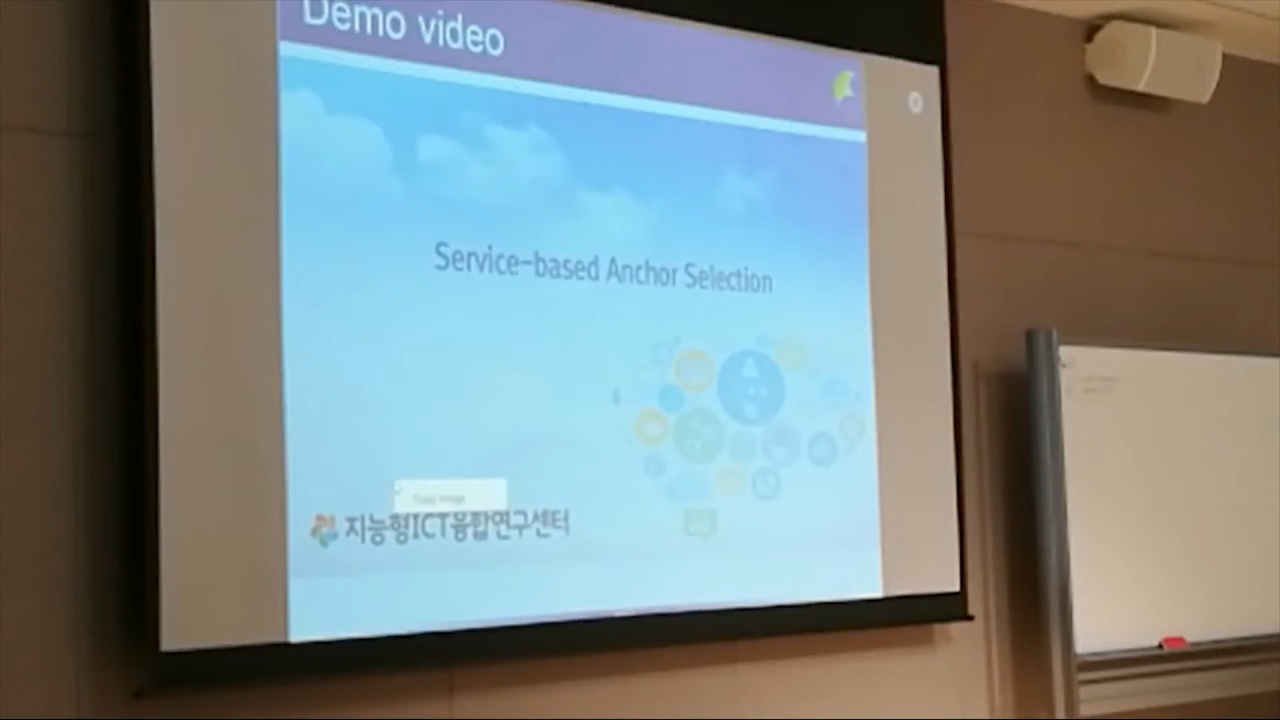 Demo video
Service-based Anchor Selection
지능형ICT융합연구센터